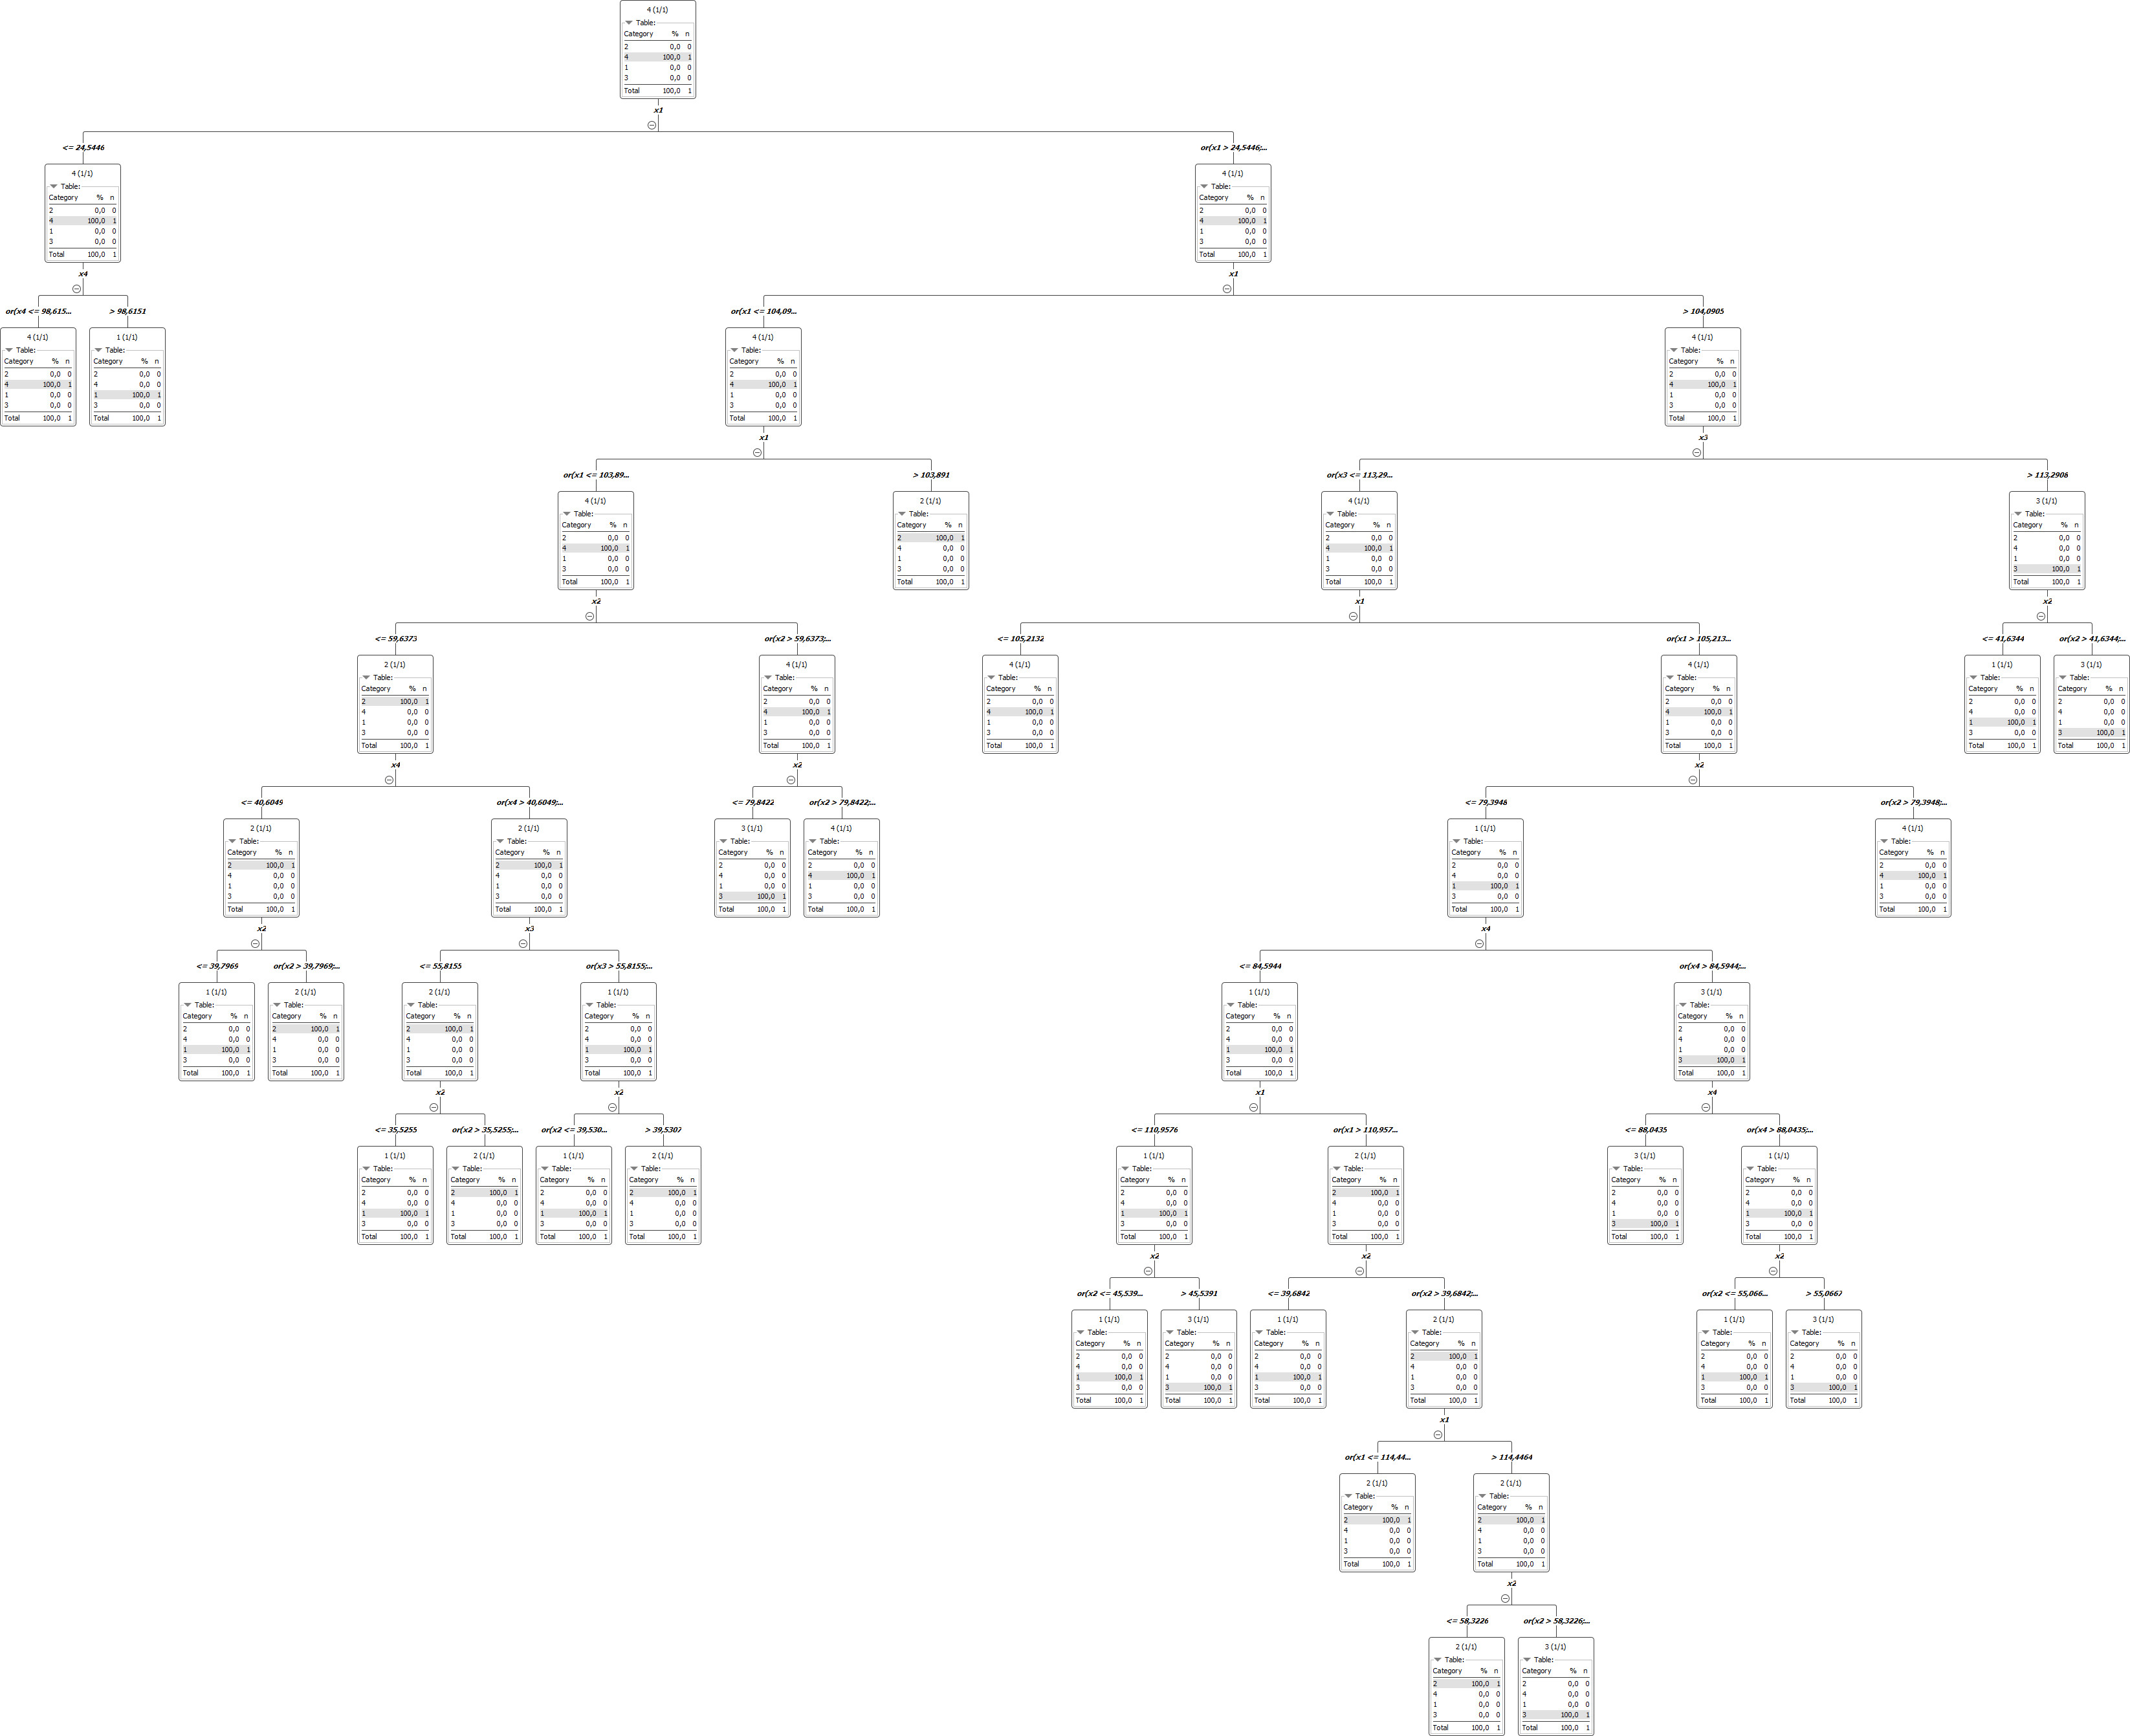 4 (1/1)
Table:
Category % n
2 0,0 0
4 100,0 1
1 0,0 0
3 0,0 0
Total 100,0 1
x1
<= 24,5446
or(x1 > 24,5446;...
4 (1/1)
Table:
Category % n
2 0,0 0
4 100,0 1
1 0,0 0
3 0,0 0
Total 100,0 1
x4
4 (1/1)
Table:
Category % n
2 0,0 0
4 100,0 1
1 0,0 0
3 0,0 0
Total 100,0 1
x1
or(x4 <= 98,615...
> 98,6151
or(x1 <= 104,09...
> 104,0905
4 (1/1)
Table:
Category % n
2 0,0 0
4 100,0 1
1 0,0 0
3 0,0 0
Total 100,0 1
1 (1/1)
Table:
Category % n
2 0,0 0
4 0,0 0
1 100,0 1
3 0,0 0
Total 100,0 1
4 (1/1)
Table:
Category % n
2 0,0 0
4 100,0 1
1 0,0 0
3 0,0 0
Total 100,0 1
x1
4 (1/1)
Table:
Category % n
2 0,0 0
4 100,0 1
1 0,0 0
3 0,0 0
Total 100,0 1
x3
or(x1 <= 103,89...
> 103,891
or(x3 <= 113,29...
> 113,2908
4 (1/1)
Table:
Category % n
2 0,0 0
4 100,0 1
1 0,0 0
3 0,0 0
Total 100,0 1
x2
2 (1/1)
Table:
Category % n
2 100,0 1
4 0,0 0
1 0,0 0
3 0,0 0
Total 100,0 1
4 (1/1)
Table:
Category % n
2 0,0 0
4 100,0 1
1 0,0 0
3 0,0 0
Total 100,0 1
x1
3 (1/1)
Table:
Category % n
2 0,0 0
4 0,0 0
1 0,0 0
3 100,0 1
Total 100,0 1
x2
<= 59,6373
or(x2 > 59,6373;...
<= 105,2132
or(x1 > 105,213...
<= 41,6344
or(x2 > 41,6344;...
2 (1/1)
Table:
Category % n
2 100,0 1
4 0,0 0
1 0,0 0
3 0,0 0
Total 100,0 1
x4
4 (1/1)
Table:
Category % n
2 0,0 0
4 100,0 1
1 0,0 0
3 0,0 0
Total 100,0 1
x2
4 (1/1)
Table:
Category % n
2 0,0 0
4 100,0 1
1 0,0 0
3 0,0 0
Total 100,0 1
4 (1/1)
Table:
Category % n
2 0,0 0
4 100,0 1
1 0,0 0
3 0,0 0
Total 100,0 1
x2
1 (1/1)
Table:
Category % n
2 0,0 0
4 0,0 0
1 100,0 1
3 0,0 0
Total 100,0 1
3 (1/1)
Table:
Category % n
2 0,0 0
4 0,0 0
1 0,0 0
3 100,0 1
Total 100,0 1
<= 40,6049
or(x4 > 40,6049;...
<= 79,8422
or(x2 > 79,8422;...
<= 79,3948
or(x2 > 79,3948;...
2 (1/1)
Table:
Category % n
2 100,0 1
4 0,0 0
1 0,0 0
3 0,0 0
Total 100,0 1
x2
2 (1/1)
Table:
Category % n
2 100,0 1
4 0,0 0
1 0,0 0
3 0,0 0
Total 100,0 1
x3
3 (1/1)
Table:
Category % n
2 0,0 0
4 0,0 0
1 0,0 0
3 100,0 1
Total 100,0 1
4 (1/1)
Table:
Category % n
2 0,0 0
4 100,0 1
1 0,0 0
3 0,0 0
Total 100,0 1
1 (1/1)
Table:
Category % n
2 0,0 0
4 0,0 0
1 100,0 1
3 0,0 0
Total 100,0 1
x4
4 (1/1)
Table:
Category % n
2 0,0 0
4 100,0 1
1 0,0 0
3 0,0 0
Total 100,0 1
<= 39,7969
or(x2 > 39,7969;...
<= 55,8155
or(x3 > 55,8155;...
<= 84,5944
or(x4 > 84,5944;...
1 (1/1)
Table:
Category % n
2 0,0 0
4 0,0 0
1 100,0 1
3 0,0 0
Total 100,0 1
2 (1/1)
Table:
Category % n
2 100,0 1
4 0,0 0
1 0,0 0
3 0,0 0
Total 100,0 1
2 (1/1)
Table:
Category % n
2 100,0 1
4 0,0 0
1 0,0 0
3 0,0 0
Total 100,0 1
x2
1 (1/1)
Table:
Category % n
2 0,0 0
4 0,0 0
1 100,0 1
3 0,0 0
Total 100,0 1
x2
1 (1/1)
Table:
Category % n
2 0,0 0
4 0,0 0
1 100,0 1
3 0,0 0
Total 100,0 1
x1
3 (1/1)
Table:
Category % n
2 0,0 0
4 0,0 0
1 0,0 0
3 100,0 1
Total 100,0 1
x4
<= 35,5255
or(x2 > 35,5255;...
or(x2 <= 39,530...
> 39,5307
<= 110,9576
or(x1 > 110,957...
<= 88,0435
or(x4 > 88,0435;...
1 (1/1)
Table:
Category % n
2 0,0 0
4 0,0 0
1 100,0 1
3 0,0 0
Total 100,0 1
2 (1/1)
Table:
Category % n
2 100,0 1
4 0,0 0
1 0,0 0
3 0,0 0
Total 100,0 1
1 (1/1)
Table:
Category % n
2 0,0 0
4 0,0 0
1 100,0 1
3 0,0 0
Total 100,0 1
2 (1/1)
Table:
Category % n
2 100,0 1
4 0,0 0
1 0,0 0
3 0,0 0
Total 100,0 1
1 (1/1)
Table:
Category % n
2 0,0 0
4 0,0 0
1 100,0 1
3 0,0 0
Total 100,0 1
x2
2 (1/1)
Table:
Category % n
2 100,0 1
4 0,0 0
1 0,0 0
3 0,0 0
Total 100,0 1
x2
3 (1/1)
Table:
Category % n
2 0,0 0
4 0,0 0
1 0,0 0
3 100,0 1
Total 100,0 1
1 (1/1)
Table:
Category % n
2 0,0 0
4 0,0 0
1 100,0 1
3 0,0 0
Total 100,0 1
x2
or(x2 <= 45,539...
> 45,5391
<= 39,6842
or(x2 > 39,6842;...
or(x2 <= 55,066...
> 55,0667
1 (1/1)
Table:
Category % n
2 0,0 0
4 0,0 0
1 100,0 1
3 0,0 0
Total 100,0 1
3 (1/1)
Table:
Category % n
2 0,0 0
4 0,0 0
1 0,0 0
3 100,0 1
Total 100,0 1
1 (1/1)
Table:
Category % n
2 0,0 0
4 0,0 0
1 100,0 1
3 0,0 0
Total 100,0 1
2 (1/1)
Table:
Category % n
2 100,0 1
4 0,0 0
1 0,0 0
3 0,0 0
Total 100,0 1
x1
1 (1/1)
Table:
Category % n
2 0,0 0
4 0,0 0
1 100,0 1
3 0,0 0
Total 100,0 1
3 (1/1)
Table:
Category % n
2 0,0 0
4 0,0 0
1 0,0 0
3 100,0 1
Total 100,0 1
or(x1 <= 114,44...
> 114,4464
2 (1/1)
Table:
Category % n
2 100,0 1
4 0,0 0
1 0,0 0
3 0,0 0
Total 100,0 1
2 (1/1)
Table:
Category % n
2 100,0 1
4 0,0 0
1 0,0 0
3 0,0 0
Total 100,0 1
x2
<= 58,3226
or(x2 > 58,3226;...
2 (1/1)
Table:
Category % n
2 100,0 1
4 0,0 0
1 0,0 0
3 0,0 0
Total 100,0 1
3 (1/1)
Table:
Category % n
2 0,0 0
4 0,0 0
1 0,0 0
3 100,0 1
Total 100,0 1